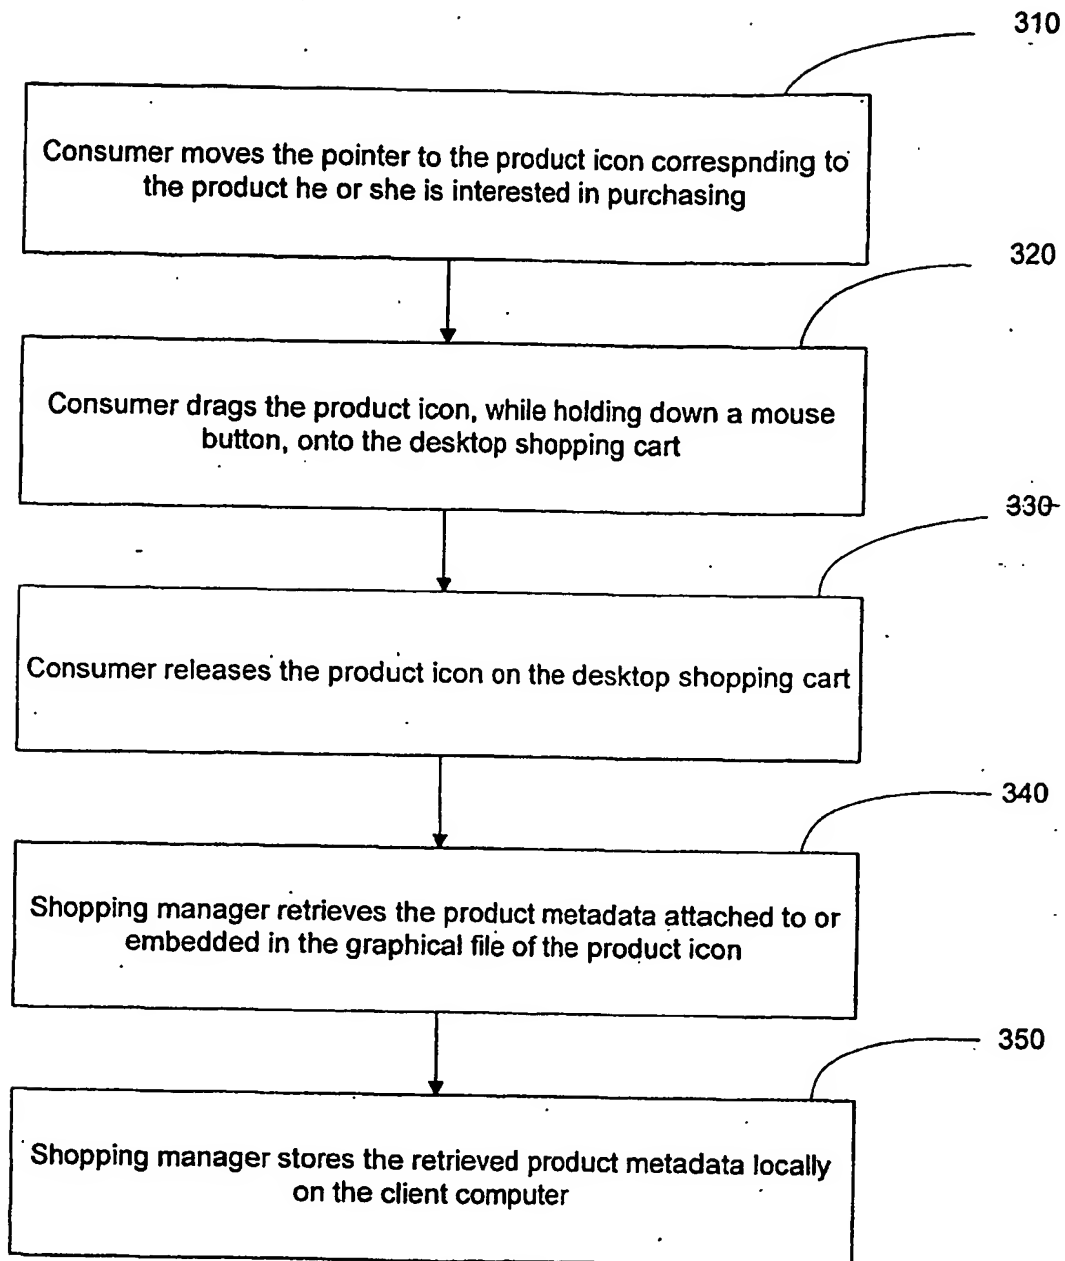 310
Consumer moves the pointer to the product icon correspnding to
the product he or she is interested in purchasing
320
Consumer drags the product icon, while holding down a mouse
button, onto the desktop shopping cart
330
Consumer releases the product icon on the desktop shopping cart
340
Shopping manager retrieves the product metadata attached to or
embedded in the graphical file of the product icon
350
Shopping manager stores the retrieved product metadata locally
on the client computer